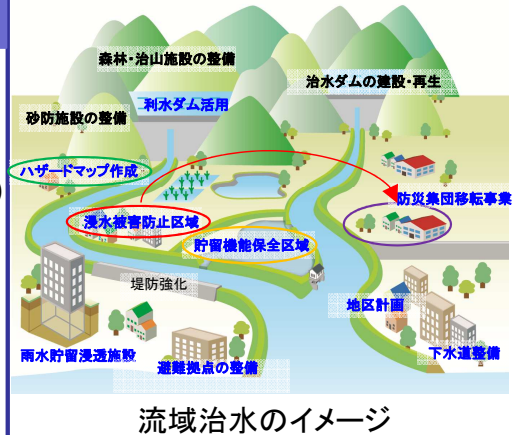 森林・治山施設の整備
治水ダムの建設・再生
利水ダム活用
砂防施設の整備
ハザードマップ作成
防災集団移転事業
浸水被害防止区域
貯留機能保全区域
堤防強化
地区計画
雨水貯留浸透施設
避難拠点の整備
下水道整備
流域治水のイメージ